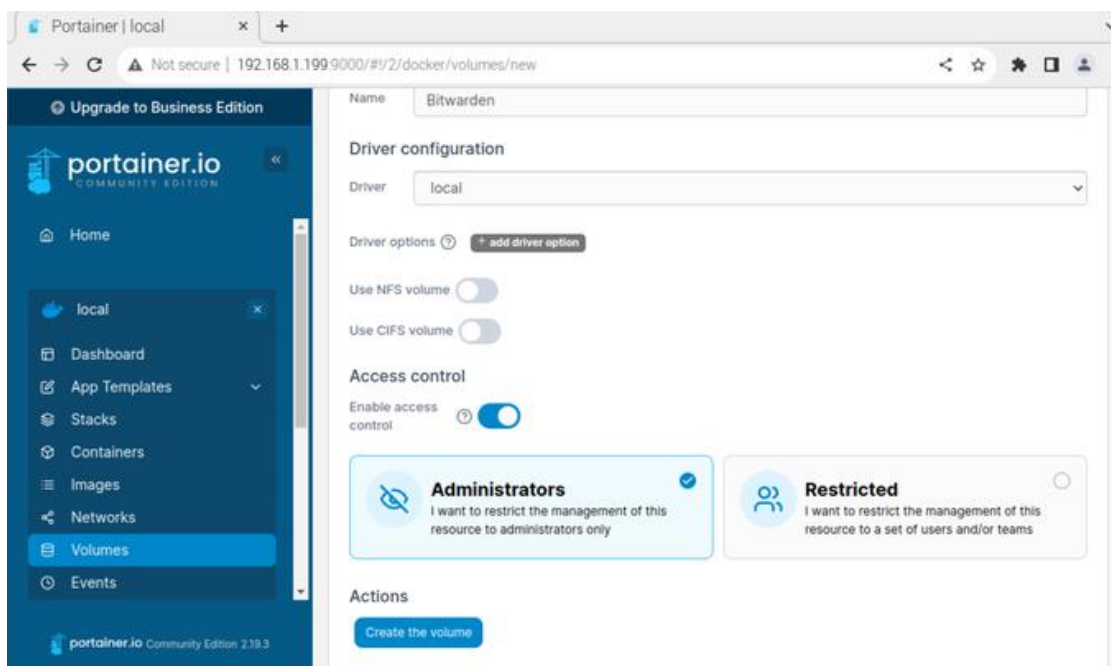 Portainer | local
Not secure | 192.168.1.199:9000/#!/2/docker/volumes/new
Upgrade to Business Edition
portainer.io
COMMUNITY EDITION
Home
local
Dashboard
App Templates
Stacks
Containers
Images
Networks
Volumes
Events
portainer.io Community Edition 2.19.3
Name Bitwarden
Driver configuration
Driver local
Driver options + add driver option
Use NFS volume
Use CIFS volume
Access control
Enable access
control
Administrators
I want to restrict the management of this
resource to administrators only
Restricted
I want to restrict the management of this
resource to a set of users and/or teams
Actions
Create the volume